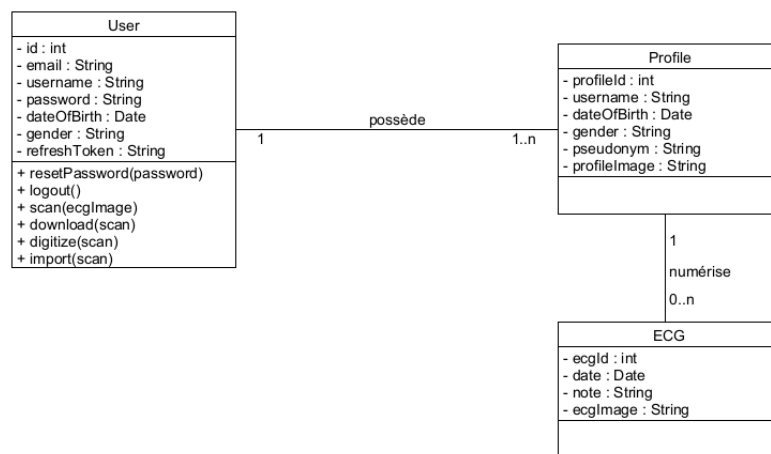 User
- id : int
- email : String
- username : String
- password : String
- dateOfBirth : Date
- gender : String
- refreshToken : String
+ resetPassword(password)
+ logout()
+ scan(ecgImage)
+ download(scan)
+ digitize(scan)
+ import(scan)
possède
1
1..n
Profile
- profileId : int
- username : String
- dateOfBirth : Date
- gender : String
- pseudonym : String
- profileImage : String
1
numérise
0..n
ECG
- ecgId : int
- date : Date
- note : String
- ecgImage : String